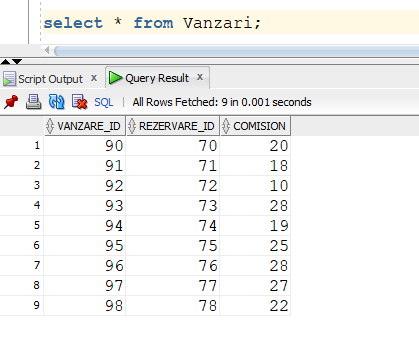 select * from Vanzari;
Script Output x Query Result x
SQL | All Rows Fetched: 9 in 0.001 seconds
VANZARE_ID REZERVARE_ID COMISION
1 90 70 20
2 91 71 18
3 92 72 10
4 93 73 28
5 94 74 19
6 95 75 25
7 96 76 28
8 97 77 27
9 98 78 22